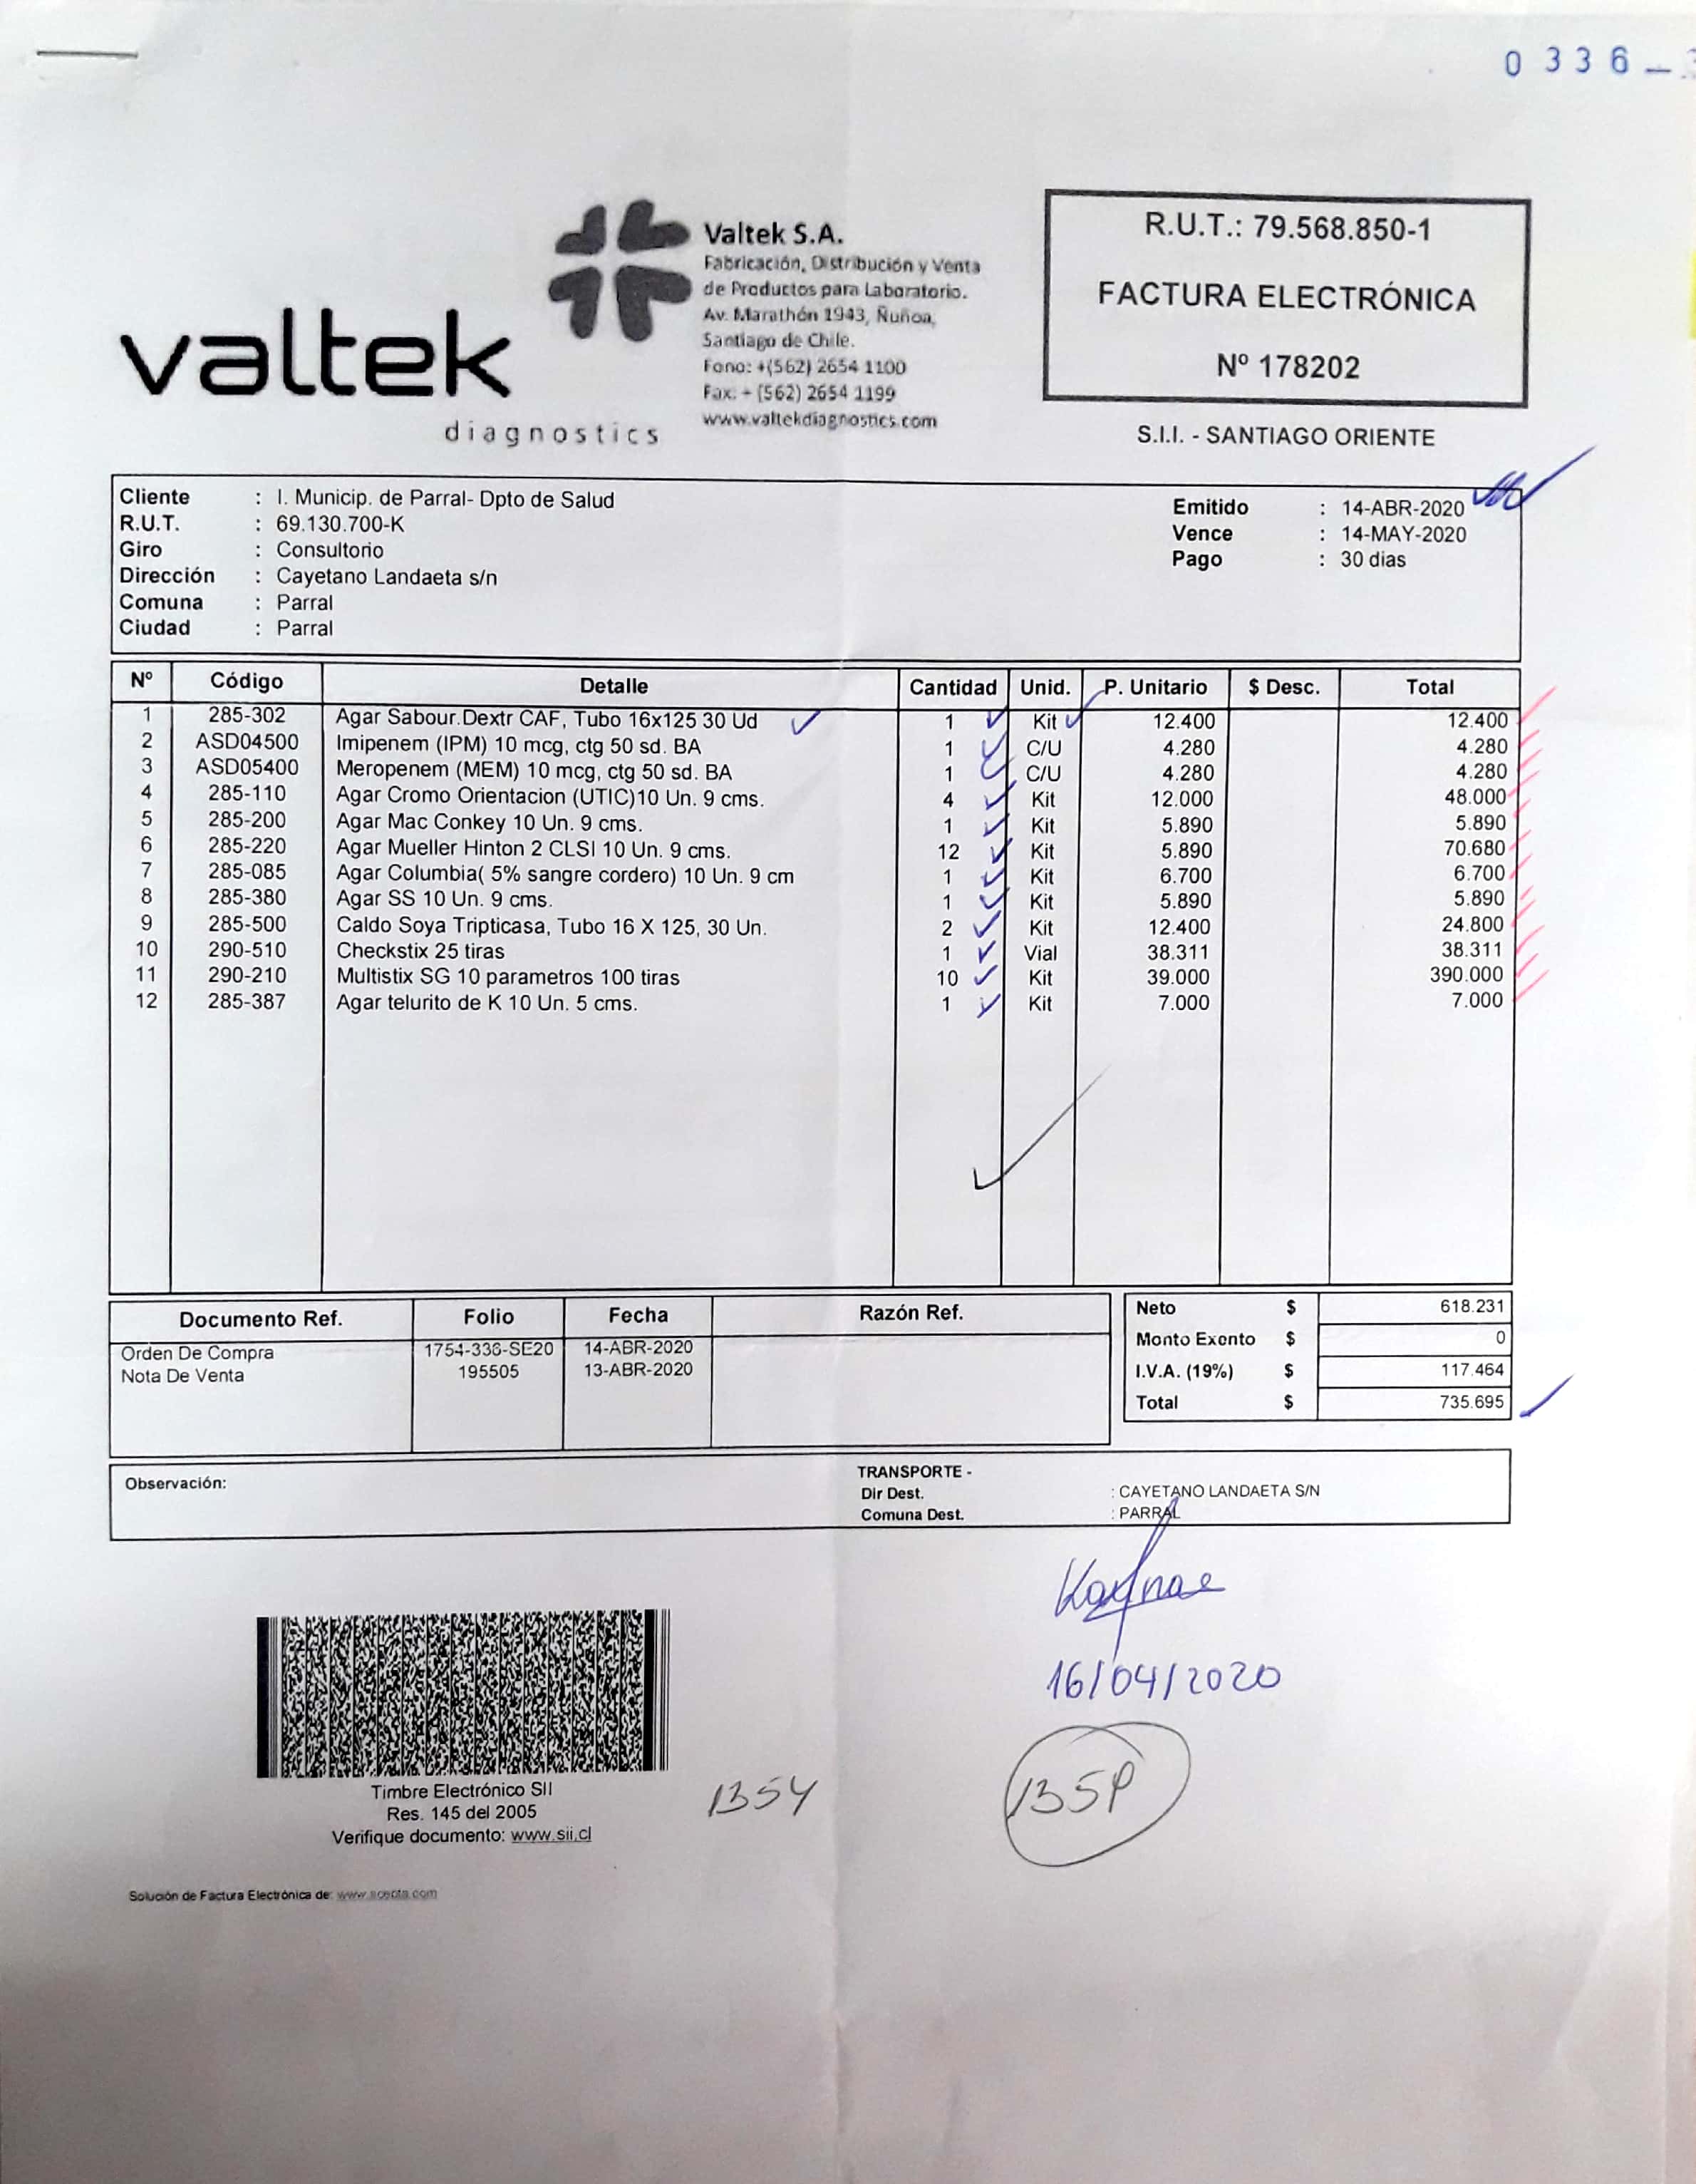 0 3 3 6 –
valtek
diagnostics
Valtek S.A.
Fabricación, Distribución y Venta
de Productos para Laboratorio.
Av. Marathón 1943, Ñuñoa,
Santiago de Chile.
Fono: +(562) 2654 1100
Fax: + (562) 2654 1199
www.valtekdiagnostics.com
R.U.T.: 79.568.850-1
FACTURA ELECTRÓNICA
Nº 178202
S.I.I. - SANTIAGO ORIENTE
Cliente : I. Municip. de Parral- Dpto de Salud
R.U.T. : 69.130.700-K
Giro : Consultorio
Dirección : Cayetano Landaeta s/n
Comuna : Parral
Ciudad : Parral
Emitido : 14-ABR-2020
Vence : 14-MAY-2020
Pago : 30 dias
Nº Código Detalle Cantidad Unid. P. Unitario $ Desc. Total
1 285-302 Agar Sabour.Dextr CAF, Tubo 16x125 30 Ud 1 Kit 12.400 12.400
2 ASD04500 Imipenem (IPM) 10 mcg, ctg 50 sd. BA 1 C/U 4.280 4.280
3 ASD05400 Meropenem (MEM) 10 mcg, ctg 50 sd. BA 1 C/U 4.280 4.280
4 285-110 Agar Cromo Orientacion (UTIC)10 Un. 9 cms. 4 Kit 12.000 48.000
5 285-200 Agar Mac Conkey 10 Un. 9 cms. 1 Kit 5.890 5.890
6 285-220 Agar Mueller Hinton 2 CLSI 10 Un. 9 cms. 12 Kit 5.890 70.680
7 285-085 Agar Columbia( 5% sangre cordero) 10 Un. 9 cm 1 Kit 6.700 6.700
8 285-380 Agar SS 10 Un. 9 cms. 1 Kit 5.890 5.890
9 285-500 Caldo Soya Tripticasa, Tubo 16 X 125, 30 Un. 2 Kit 12.400 24.800
10 290-510 Checkstix 25 tiras 1 Vial 38.311 38.311
11 290-210 Multistix SG 10 parametros 100 tiras 10 Kit 39.000 390.000
12 285-387 Agar telurito de K 10 Un. 5 cms. 1 Kit 7.000 7.000
Documento Ref. Folio Fecha Razón Ref.
Orden De Compra 1754-336-SE20 14-ABR-2020
Nota De Venta 195505 13-ABR-2020
Neto $ 618.231
Monto Exento $ 0
I.V.A. (19%) $ 117.464
Total $ 735.695
Observación:
TRANSPORTE -
Dir Dest. : CAYETANO LANDAETA S/N
Comuna Dest. : PARRAL
16/04/2020
Timbre Electrónico SII
Res. 145 del 2005
Verifique documento: www.sii.cl
1354
Solución de Factura Electrónica de: www.acepta.com